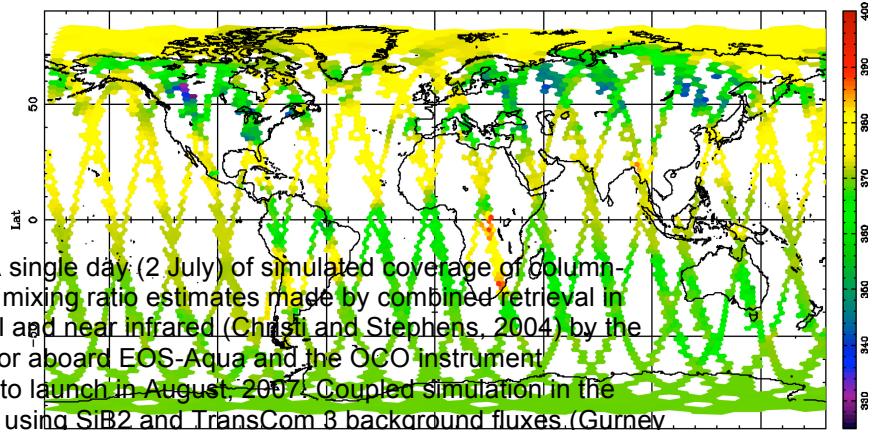 400
390
380
370
360
350
340
330
50
0
Lat
A single day (2 July) of simulated coverage of column-
mixing ratio estimates made by combined retrieval in
and near infrared (Christi and Stephens, 2004) by the
aboard EOS-Aqua and the OCO instrument
to launch in August, 2007. Coupled simulation in the
using SiB2 and TransCom 3 background fluxes (Gurney